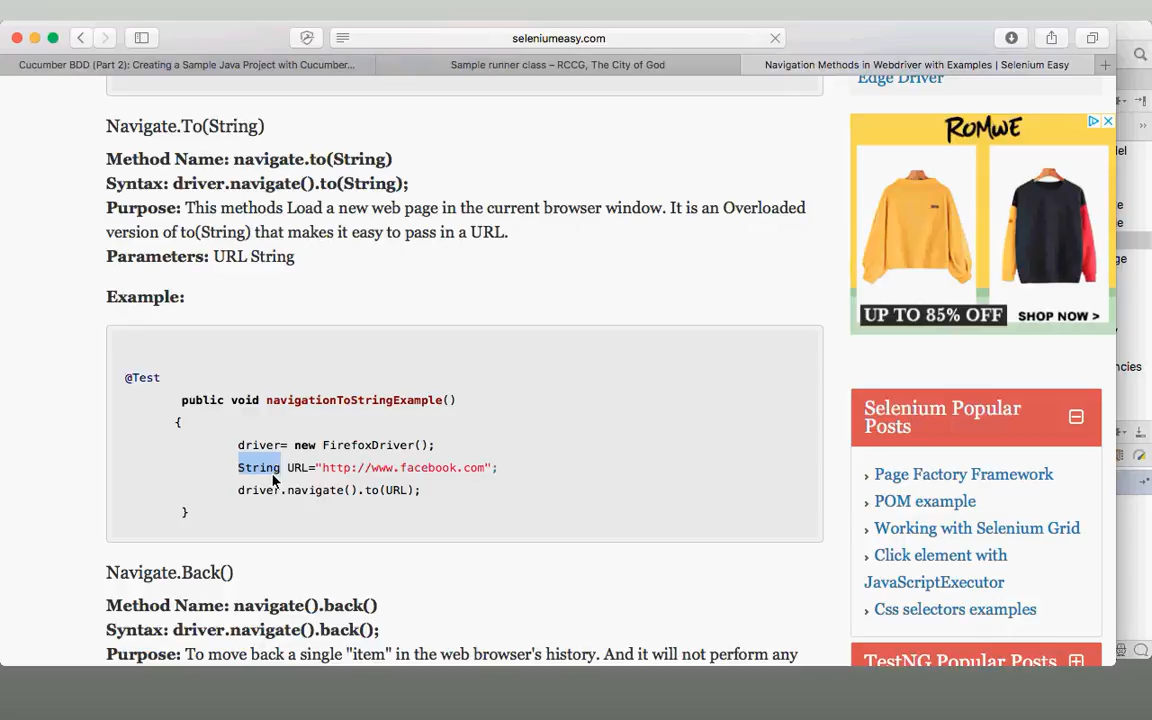 seleniumeasy.com
Cucumber BDD (Part 2): Creating a Sample Java Project with Cucumber...
Sample runner class – RCCG, The City of God
Navigation Methods in Webdriver with Examples | Selenium Easy
Navigate.To(String)
Method Name: navigate.to(String)
Syntax: driver.navigate().to(String);
Purpose: This methods Load a new web page in the current browser window. It is an Overloaded
version of to(String) that makes it easy to pass in a URL.
Parameters: URL String
Example:
@Test
public void navigationToStringExample()
{
driver= new FirefoxDriver();
String URL="http://www.facebook.com";
driver.navigate().to(URL);
}
Navigate.Back()
Method Name: navigate().back()
Syntax: driver.navigate().back();
Purpose: To move back a single "item" in the web browser's history. And it will not perform any
Edge Driver
ROMWE
UP TO 85% OFF
SHOP NOW >
Selenium Popular
Posts
› Page Factory Framework
› POM example
› Working with Selenium Grid
› Click element with
JavaScriptExecutor
› Css selectors examples
TestNG Popular Posts